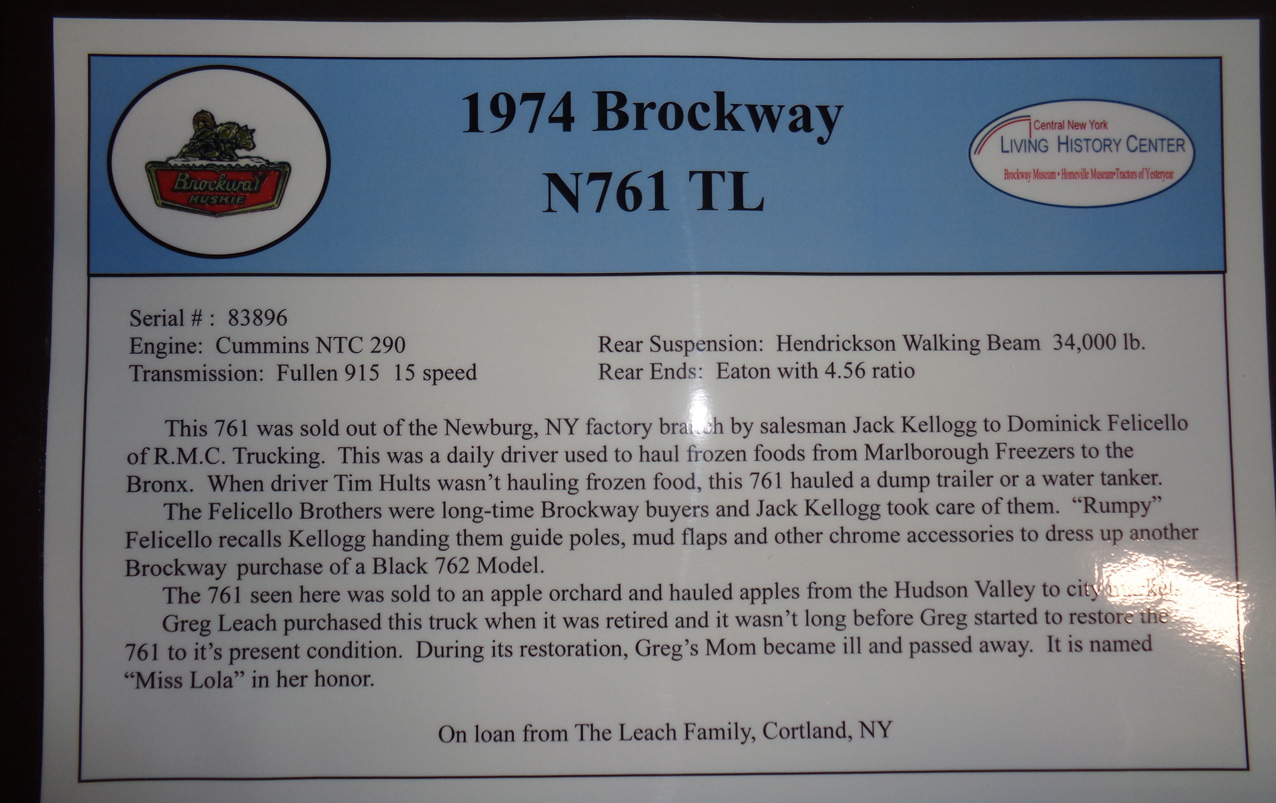 1974 Brockway
N761 TL
Brockway
HUSKIE
Central New York
LIVING HISTORY CENTER
Brockway Museum • Homeville Museum•Tractors of Yesteryear
Serial # : 83896
Engine: Cummins NTC 290
Transmission: Fullen 915 15 speed
Rear Suspension: Hendrickson Walking Beam 34,000 lb.
Rear Ends: Eaton with 4.56 ratio
This 761 was sold out of the Newburg, NY factory branch by salesman Jack Kellogg to Dominick Felicello
of R.M.C. Trucking. This was a daily driver used to haul frozen foods from Marlborough Freezers to the
Bronx. When driver Tim Hults wasn't hauling frozen food, this 761 hauled a dump trailer or a water tanker.
The Felicello Brothers were long-time Brockway buyers and Jack Kellogg took care of them. “Rumpy”
Felicello recalls Kellogg handing them guide poles, mud flaps and other chrome accessories to dress up another
Brockway purchase of a Black 762 Model.
The 761 seen here was sold to an apple orchard and hauled apples from the Hudson Valley to city
Greg Leach purchased this truck when it was retired and it wasn't long before Greg started to restore the
761 to it's present condition. During its restoration, Greg's Mom became ill and passed away. It is named
“Miss Lola” in her honor.
On loan from The Leach Family, Cortland, NY